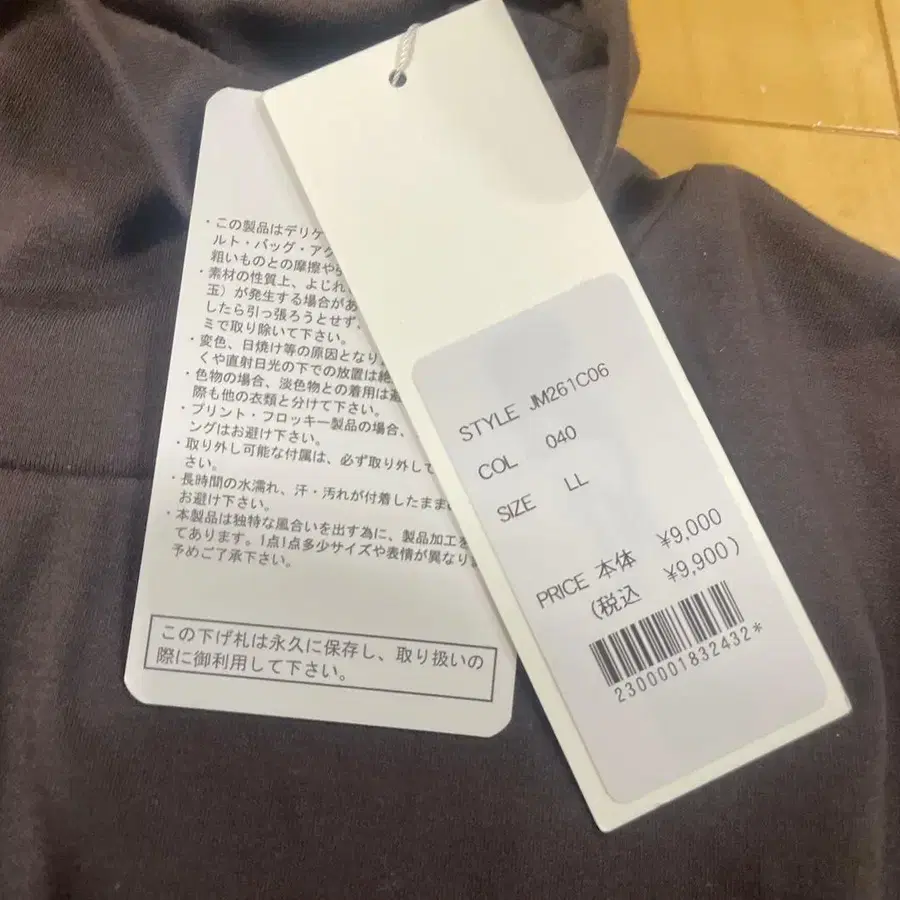 ・この製品はデリケ
ルト・バッグ・アク
粗いものとの摩擦や
・素材の性質上、よじれ
玉)が発生する場合があ
したら引っ張ろうとせず、
ミで取り除いて下さい。
・変色、日焼け等の原因となり
くや直射日光の下での放置は絶
・色物の場合、淡色物との着用は避
際も他の衣類と分けて下さい。
・プリント・フロッキー製品の場合、
ングはお避け下さい。
・取り外し可能な付属は、必ず取り外して
さい。
・長時間の水濡れ、汗・汚れが付着したまま
お避け下さい。
・本製品は独特な風合いを出す為に、製品加工を
てあります。1点1点多少サイズや表情が異なりま
予めご了承下さい。
この下げ札は永久に保存し、取り扱いの
際に御利用して下さい。
STYLE JM261C06
COL 040
SIZE LL
PRICE 本体 ¥9,000
(税込 ¥9,900)
2300001832432*